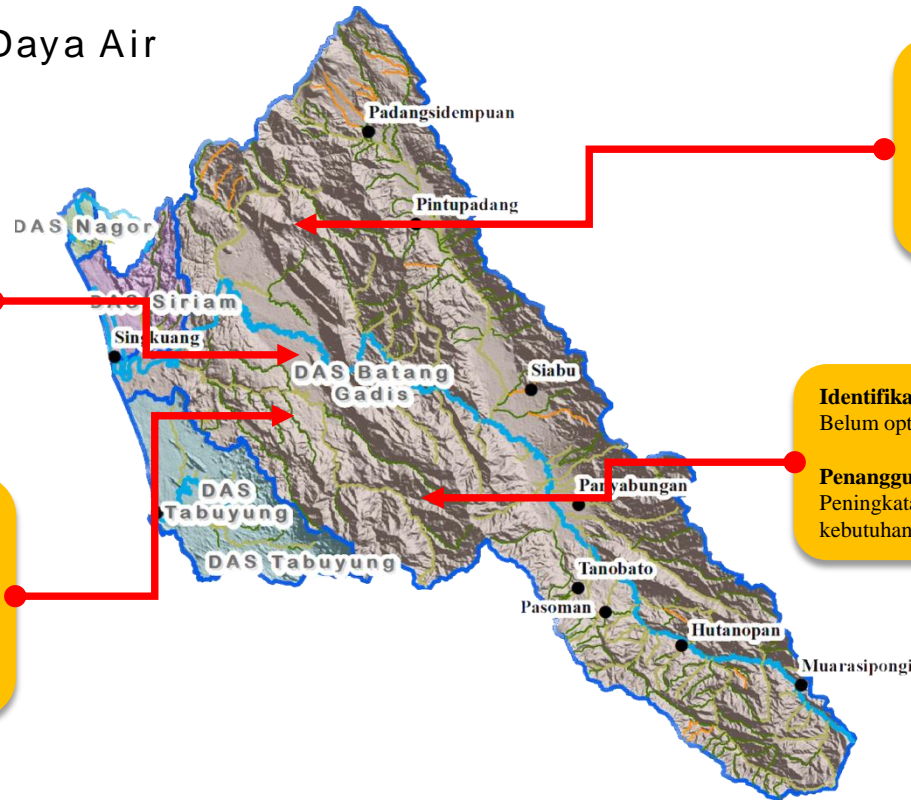 Daya Air
Padangsidempuan
Pintupadang
DAS Nagor
DAS Siriam
Singkuang
DAS Batang
Gadis
Siabu
DAS
Tabuyung
DAS Tabuyung
Panyabungan
Tanobato
Pasoman
Hutanopan
Muarasipongi
Identifika
Belum opt
Penanggu
Peningkata
kebutuhan